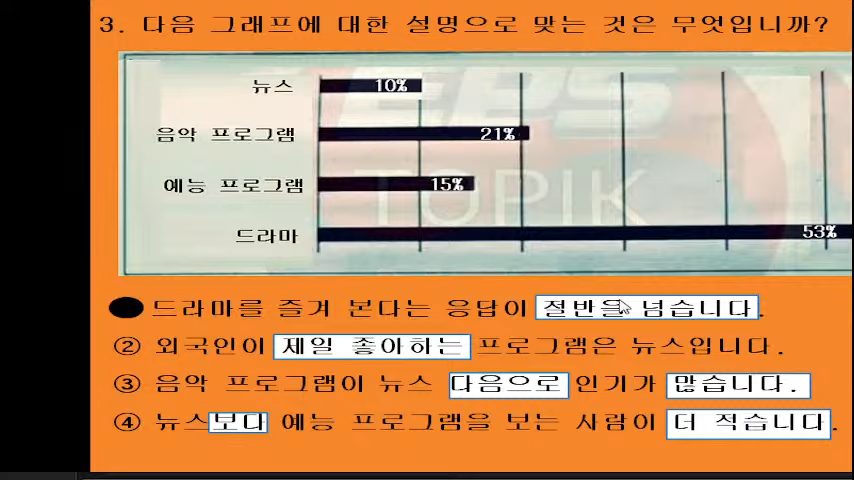 3. 다음 그래프에 대한 설명으로 맞는 것은 무엇입니까?
EPS
TOPIK
뉴스 10%
음악 프로그램 21%
예능 프로그램 15%
드라마 53%
드라마를 즐겨 본다는 응답이 절반을 넘습니다.
② 외국인이 제일 좋아하는 프로그램은 뉴스입니다.
③ 음악 프로그램이 뉴스 다음으로 인기가 많습니다.
④ 뉴스보다 예능 프로그램을 보는 사람이 더 적습니다.